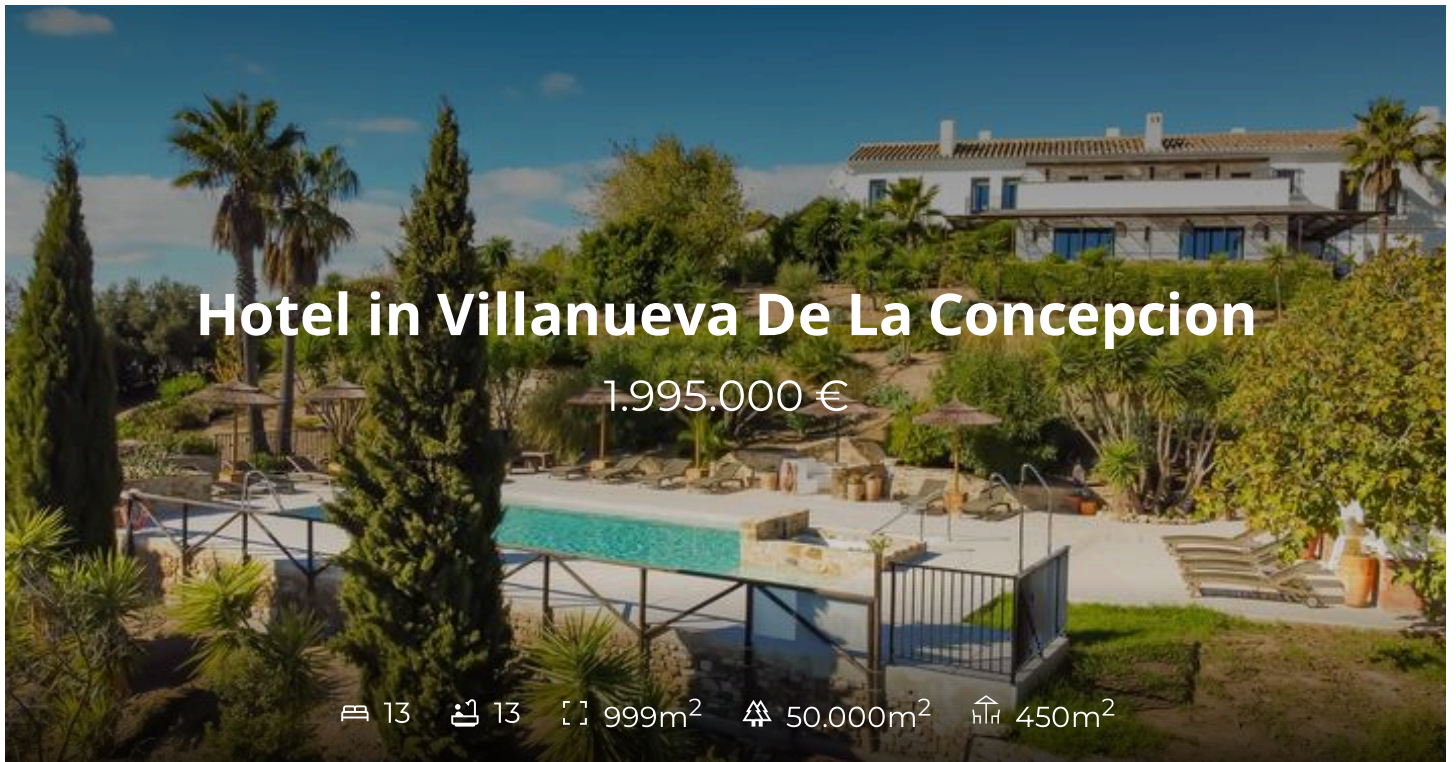 Hotel in Villanueva De La Concepcion
1.995.000 €
13 13 999m² 50.000m² 450m²